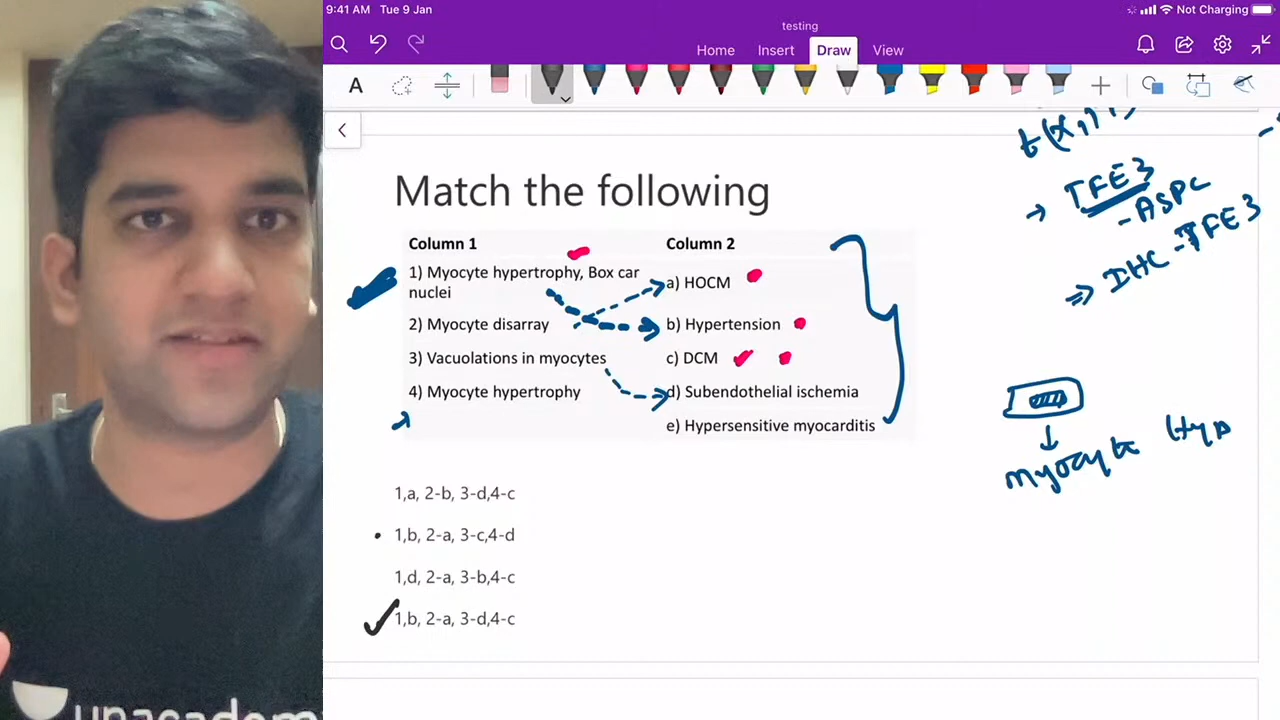 9:41 AM Tue 9 Jan
Not Charging
testing
Home Insert Draw View
A
t(x,
TFE3
-ASPC
IHC-TFE3
Match the following
Column 1 Column 2
1) Myocyte hypertrophy, Box car
nuclei
a) HOCM
2) Myocyte disarray b) Hypertension
3) Vacuolations in myocytes c) DCM
4) Myocyte hypertrophy d) Subendothelial ischemia
e) Hypersensitive myocarditis
myocyte Hyp
1,a, 2-b, 3-d,4-c
1,b, 2-a, 3-c,4-d
1,d, 2-a, 3-b,4-c
1,b, 2-a, 3-d,4-c
unacadem